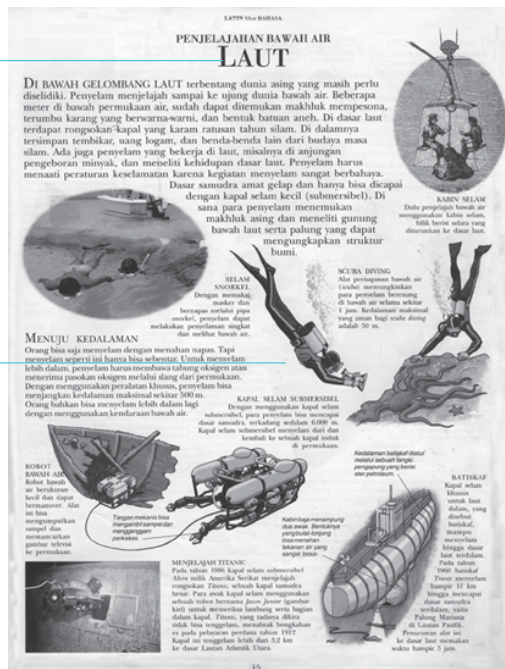 LATIN BAHASA
PENJELAJAHAN BAWAH AIR
LAUT
DI BAWAH GELOMBANG LAUT terbentang dunia asing yang masih perlu
diselidiki. Penyelam menjelajah sampai ke ujung dunia bawah air. Beberapa
meter di bawah permukaan air, sudah dapat ditemukan makhluk mempesona,
terumbu karang yang berwarna-warni, dan bentuk batuan aneh. Di dasar laut
terdapat rongsokan kapal yang karam ratusan tahun silam. Di dalamnya
tersimpan tembikar, uang logam, dan benda-benda lain dari budaya masa
silam. Ada juga penyelam yang bekerja di laut, misalnya di anjungan
pengeboran minyak, dan meneliti kehidupan dasar laut. Penyelam harus
menaati peraturan keselamatan karena kegiatan menyelam sangat berbahaya.
Dasar samudra amat gelap dan hanya bisa dicapai
dengan kapal selam kecil (submersibel). Di
sana para penyelam menemukan
makhluk asing dan meneliti gunung
bawah laut serta palung yang dapat
mengungkapkan struktur
bumi.
KABIN SELAM
Dulu penjelajah bawah air
menggunakan kabin selam,
bilik berisi udara yang
diturunkan ke dasar laut.
SELAM
SNORKEL
Dengan memakai
masker dan
bernapas melalui pipa
snorkel, penyelam dapat
melakukan penyelaman singkat
dan melihat bawah air.
SCUBA DIVING
Alat pernapasan bawah air
(scuba) memungkinkan
para penyelam berenang
di bawah air selama sekitar
1 jam. Kedalaman maksimal
yang aman bagi scuba diving
adalah 50 m.
MENUJU KEDALAMAN
Orang bisa saja menyelam dengan menahan napas. Tapi
menyelam seperti ini hanya bisa sebentar. Untuk menyelam
lebih dalam, penyelam harus membawa tabung oksigen atau
menerima pasokan oksigen melalui slang dari permukaan.
Dengan menggunakan peralatan khusus, penyelam bisa
menjangkau kedalaman maksimal sekitar 500 m.
Orang bahkan bisa menyelam lebih dalam lagi
dengan menggunakan kendaraan bawah air.
KAPAL SELAM SUBMERSIBEL
Dengan menggunakan kapal selam
submersibel, para penyelam bisa mencapai
dasar samudra, terkadang sedalam 6.000 m.
Kapal selam submersibel menyelam dari dan
kembali ke sebuah kapal induk
di permukaan.
ROBOT
BAWAH AIR
Robot bawah
air berukuran
kecil dan dapat
bermanuver. Alat
ini bisa
mengumpulkan
sampel dan
memancarkan
gambar televisi
ke permukaan.
Tangan mekanis bisa
mengambil sampel dan
menggenggam
perkakas
Kedalaman batiskaf diatur
melalui sebuah tangki
pengapung yang berisi
eter petroleum.
Kabin baja menampung
dua awak. Bentuknya
yang bulat-lonjong
bisa menahan
tekanan air yang
sangat besar.
BATISKAF
Kapal selam
khusus
untuk laut
dalam, yang
disebut
batiskaf,
mampu
menyelam
hingga dasar
laut terdalam.
Pada tahun
1960 batiskaf
Trieste menyelam
hampir 11 km
hingga mencapai
dasar samudra
terdalam, yaitu
Palung Mariana
di Lautan Pasifik.
Penurunan alat ini
ke dasar laut memakan
waktu hampir 5 jam.
MENJELAJAH TITANIC
Pada tahun 1986 kapal selam submersibel
Alvin milik Amerika Serikat menjelajah
rongsokan Titanic, sebuah kapal samudra
besar. Para awak kapal selam menggunakan
sebuah robot bernama Jason Junior (gambar
kiri) untuk memeriksa lambung serta bagian
dalam kapal. Titanic, yang tadinya dikira
tidak bisa tenggelam, menabrak bongkahan
es pada pelayaran perdana tahun 1912.
Kapal ini tenggelam lebih dari 3,2 km
ke dasar Lautan Atlantik Utara.